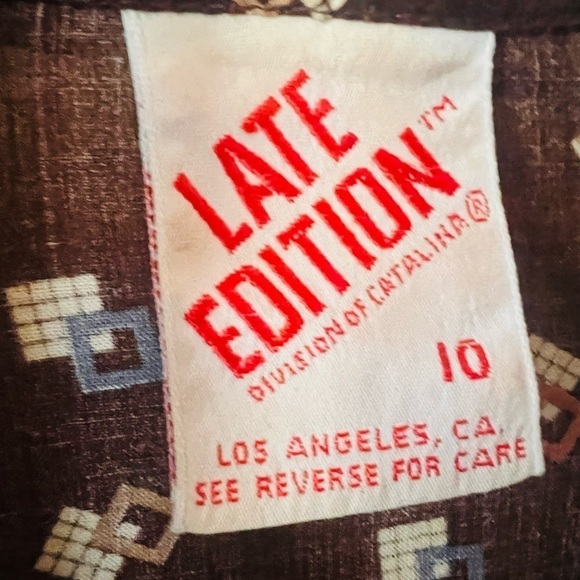 LATE
EDITION™
DIVISION OF CATALINA®
10
LOS ANGELES, CA.
SEE REVERSE FOR CARE